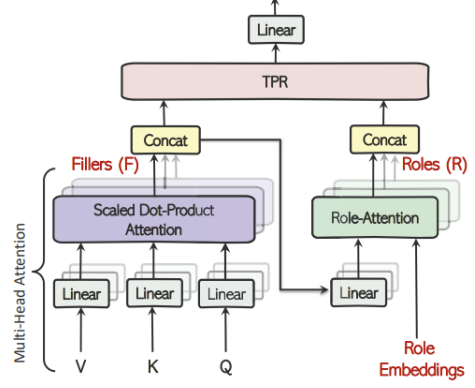 Linear
TPR
Concat
Concat
Fillers (F)
Roles (R)
Scaled Dot-Product
Attention
Role-Attention
Multi-Head Attention
Linear
Linear
Linear
Linear
V
K
Q
Role
Embeddings